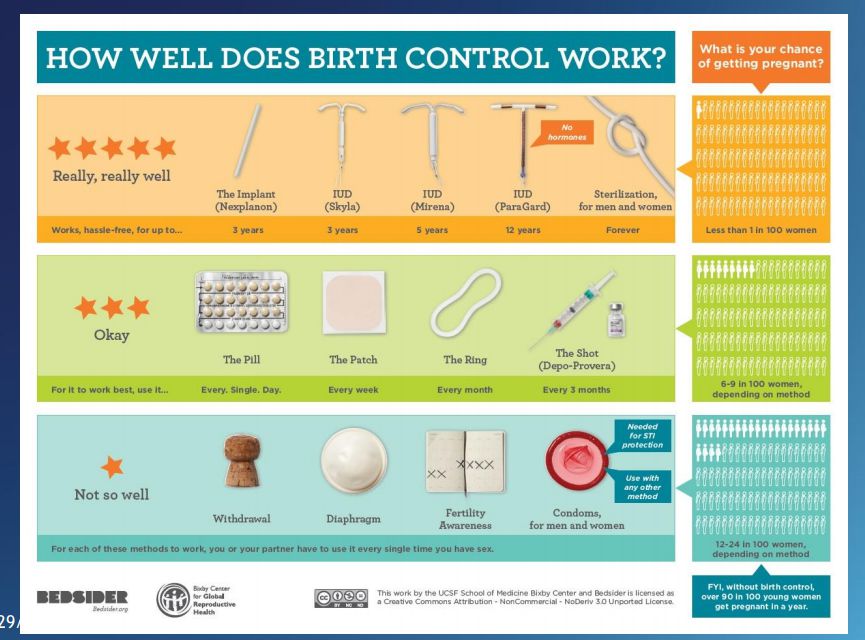 HOW WELL DOES BIRTH CONTROL WORK?
What is your chance
of getting pregnant?
Really, really well
The Implant
(Nexplanon)
IUD
(Skyla)
IUD
(Mirena)
IUD
(ParaGard)
No
hormones
Sterilization,
for men and women
Works, hassle-free, for up to...
3 years
3 years
5 years
12 years
Forever
Less than 1 in 100 women
Okay
The Pill
The Patch
The Ring
The Shot
(Depo-Provera)
For it to work best, use it...
Every. Single. Day.
Every week
Every month
Every 3 months
6-9 in 100 women,
depending on method
Not so well
Withdrawal
Diaphragm
Fertility
Awareness
Condoms,
for men and women
Needed
for STI
protection
Use with
any other
method
For each of these methods to work, you or your partner have to use it every single time you have sex.
12-24 in 100 women,
depending on method
FYI, without birth control,
over 90 in 100 young women
get pregnant in a year.
BEDSIDER
Bedsider.org
Bixby Center
for Global
Reproductive
Health
CC
BY NC ND
This work by the UCSF School of Medicine Bixby Center and Bedsider is licensed as
a Creative Commons Attribution - NonCommercial - NoDeriv 3.0 Unported License.
29/